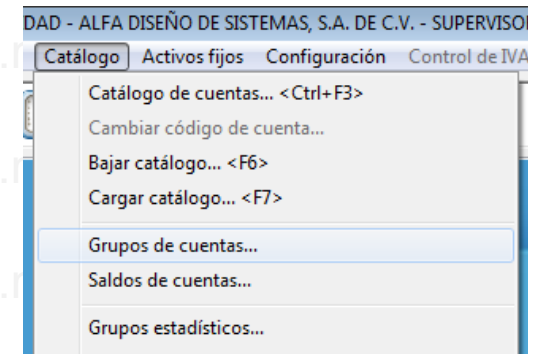 DAD - ALFA DISEÑO DE SISTEMAS, S.A. DE C.V. - SUPERVISO
Catálogo Activos fijos Configuración Control de IVA
Catálogo de cuentas... <Ctrl+F3>
Cambiar código de cuenta...
Bajar catálogo... <F6>
Cargar catálogo... <F7>
Grupos de cuentas...
Saldos de cuentas...
Grupos estadísticos...